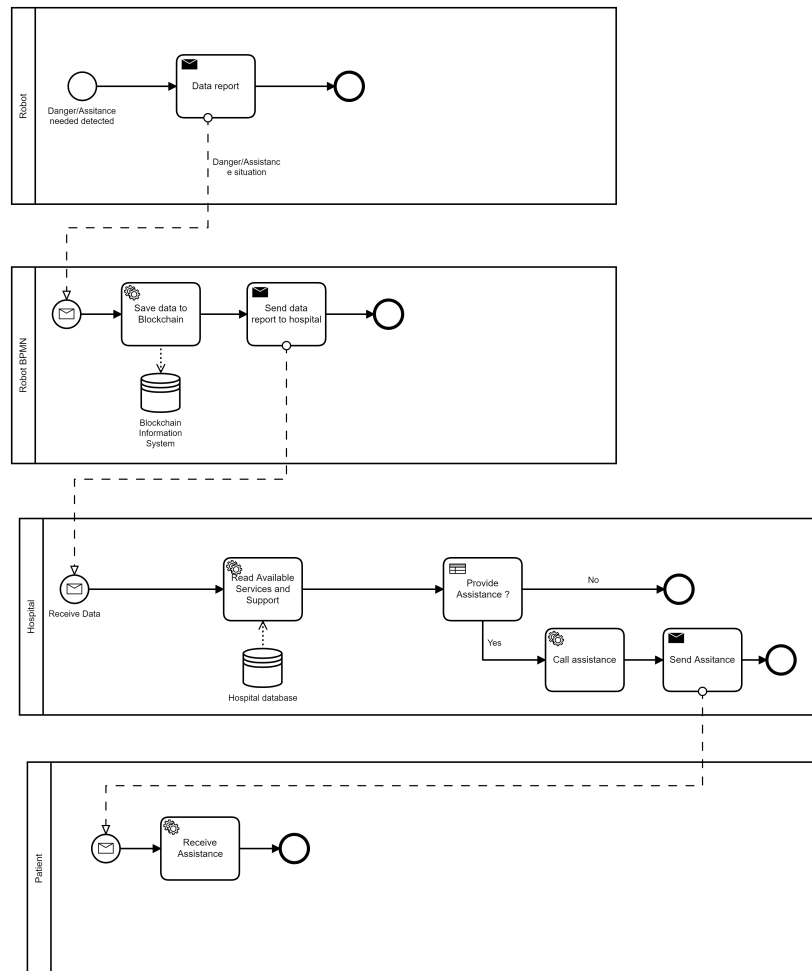 Robot
Danger/Assitance
needed detected
Data report
Danger/Assistanc
e situation
Robot BPMN
Save data to
Blockchain
Send data
report to hospital
Blockchain
Information
System
Hospital
Receive Data
Read Available
Services and
Support
Hospital database
Provide
Assistance ?
No
Yes
Call assistance
Send Assitance
Patient
Receive
Assistance